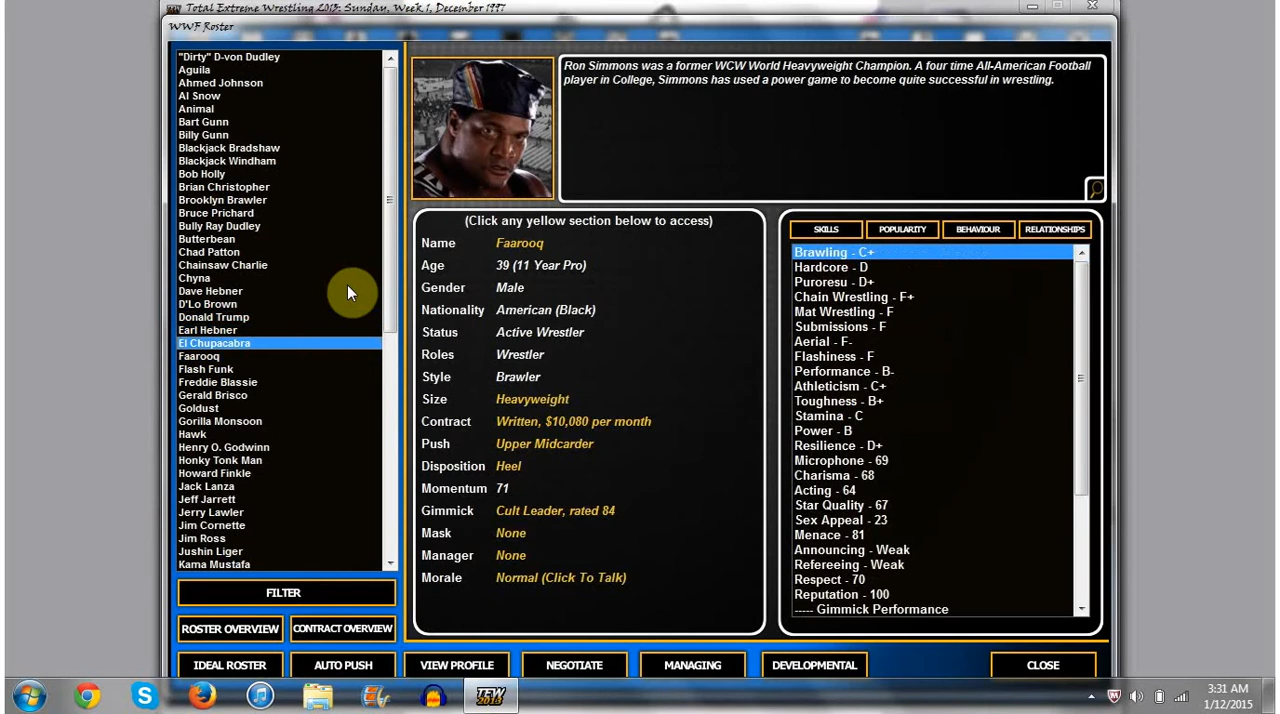 Total Extreme Wrestling 2013: Sunday, Week 1, December 1997
WWF Roster
"Dirty" D-von Dudley
Aguila
Ahmed Johnson
Al Snow
Animal
Bart Gunn
Billy Gunn
Blackjack Bradshaw
Blackjack Windham
Bob Holly
Brian Christopher
Brooklyn Brawler
Bruce Prichard
Bully Ray Dudley
Butterbean
Chad Patton
Chainsaw Charlie
Chyna
Dave Hebner
D'Lo Brown
Donald Trump
Earl Hebner
El Chupacabra
Faarooq
Flash Funk
Freddie Blassie
Gerald Brisco
Goldust
Gorilla Monsoon
Hawk
Henry O. Godwinn
Honky Tonk Man
Howard Finkle
Jack Lanza
Jeff Jarrett
Jerry Lawler
Jim Cornette
Jim Ross
Jushin Liger
Kama Mustafa
FILTER
ROSTER OVERVIEW
CONTRACT OVERVIEW
Ron Simmons was a former WCW World Heavyweight Champion. A four time All-American Football
player in College, Simmons has used a power game to become quite successful in wrestling.
(Click any yellow section below to access)
Name Faarooq
Age 39 (11 Year Pro)
Gender Male
Nationality American (Black)
Status Active Wrestler
Roles Wrestler
Style Brawler
Size Heavyweight
Contract Written, $10,080 per month
Push Upper Midcarder
Disposition Heel
Momentum 71
Gimmick Cult Leader, rated 84
Mask None
Manager None
Morale Normal (Click To Talk)
SKILLS POPULARITY BEHAVIOUR RELATIONSHIPS
Brawling - C+
Hardcore - D
Puroresu - D+
Chain Wrestling - F+
Mat Wrestling - F
Submissions - F
Aerial - F-
Flashiness - F
Performance - B-
Athleticism - C+
Toughness - B+
Stamina - C
Power - B
Resilience - D+
Microphone - 69
Charisma - 68
Acting - 64
Star Quality - 67
Sex Appeal - 23
Menace - 81
Announcing - Weak
Refereeing - Weak
Respect - 70
Reputation - 100
----- Gimmick Performance
IDEAL ROSTER AUTO PUSH VIEW PROFILE NEGOTIATE MANAGING DEVELOPMENTAL CLOSE
TEW
2013
3:31 AM
1/12/2015